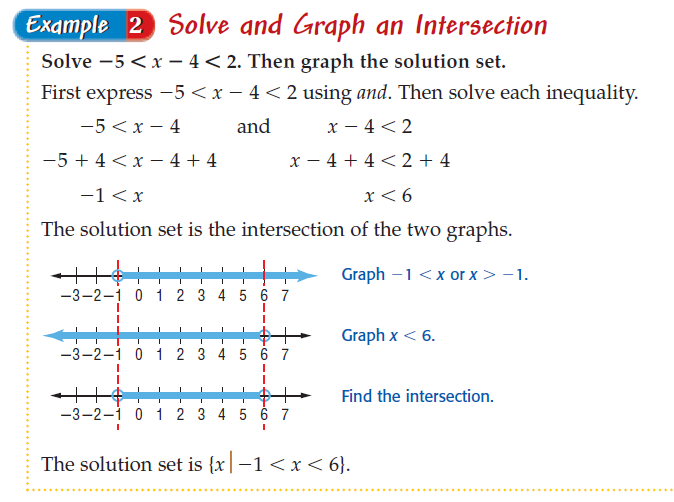 Example 2 Solve and Graph an Intersection
Solve −5 < x − 4 < 2. Then graph the solution set.
First express −5 < x − 4 < 2 using and. Then solve each inequality.
−5 < x − 4 and x − 4 < 2
−5 + 4 < x − 4 + 4 x − 4 + 4 < 2 + 4
−1 < x x < 6
The solution set is the intersection of the two graphs.
Graph −1 < x or x > −1.
−3 −2 −1 0 1 2 3 4 5 6 7
Graph x < 6.
−3 −2 −1 0 1 2 3 4 5 6 7
Find the intersection.
−3 −2 −1 0 1 2 3 4 5 6 7
The solution set is {x | −1 < x < 6}.